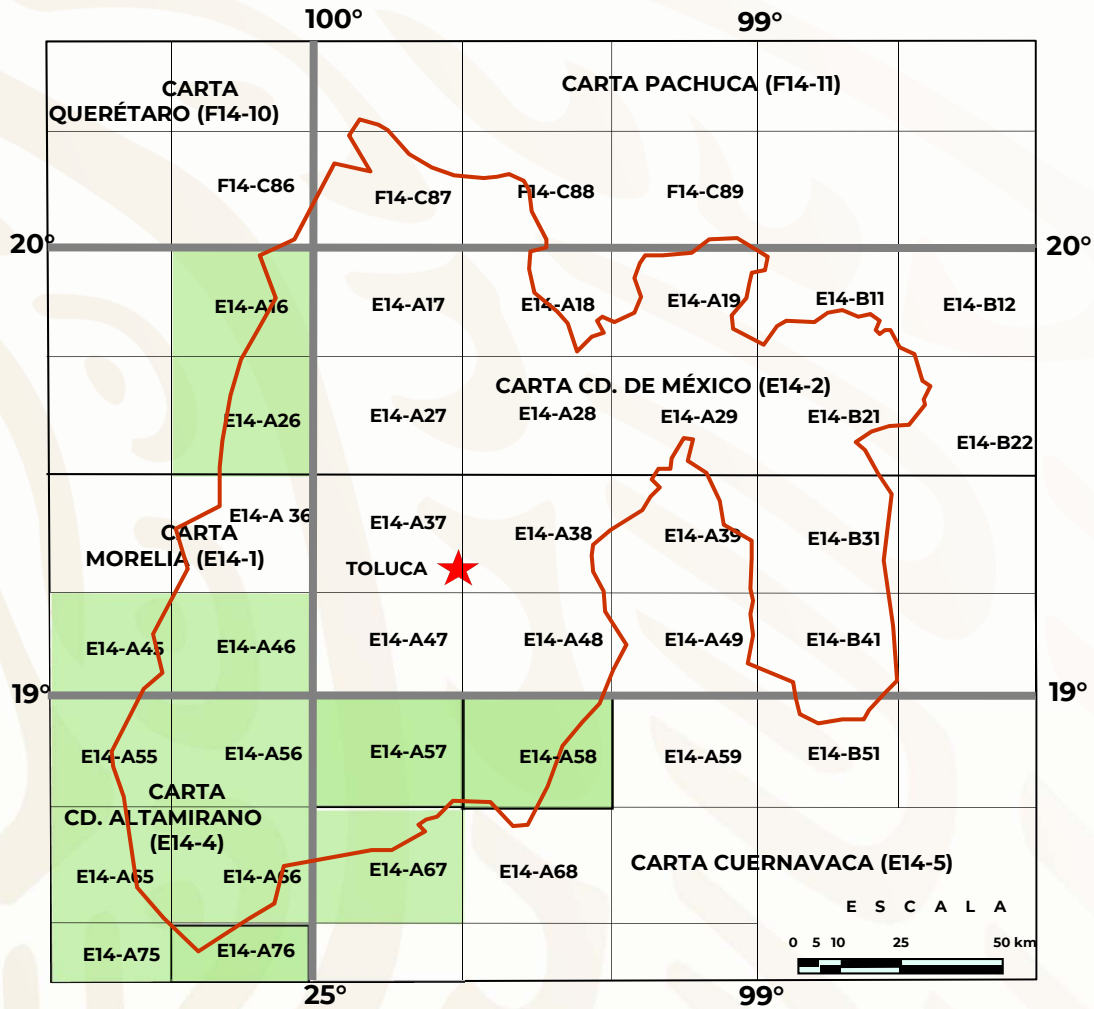 100°
99°
CARTA
QUERÉTARO (F14-10)
CARTA PACHUCA (F14-11)
F14-C86
F14-C87
F14-C88
F14-C89
20°
20°
E14-A16
E14-A17
E14-A18
E14-A19
E14-B11
E14-B12
CARTA CD. DE MÉXICO (E14-2)
E14-A26
E14-A27
E14-A28
E14-A29
E14-B21
E14-B22
E14-A 36
E14-A37
E14-A38
E14-A39
E14-B31
CARTA
MORELIA (E14-1)
TOLUCA
E14-A45
E14-A46
E14-A47
E14-A48
E14-A49
E14-B41
19°
19°
E14-A55
E14-A56
E14-A57
E14-A58
E14-A59
E14-B51
CARTA
CD. ALTAMIRANO
(E14-4)
E14-A65
E14-A66
E14-A67
E14-A68
CARTA CUERNAVACA (E14-5)
E S C A L A
0 5 10 25 50 km
E14-A75
E14-A76
25°
99°